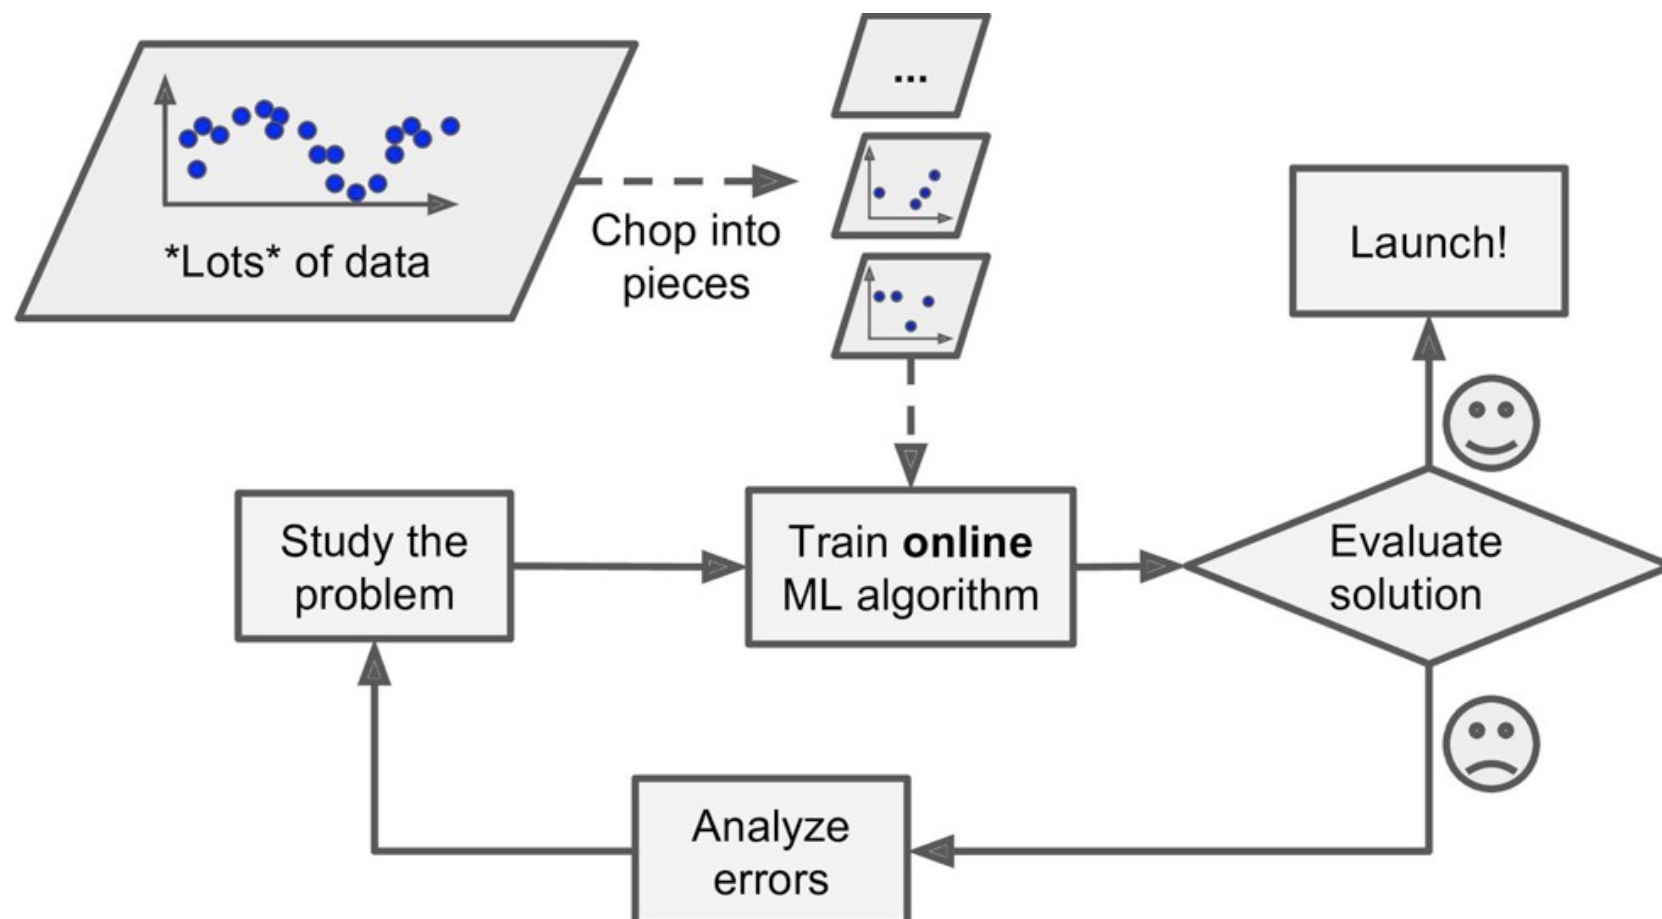 ...
*Lots* of data
Chop into
pieces
Launch!
Study the
problem
Train online
ML algorithm
Evaluate
solution
Analyze
errors